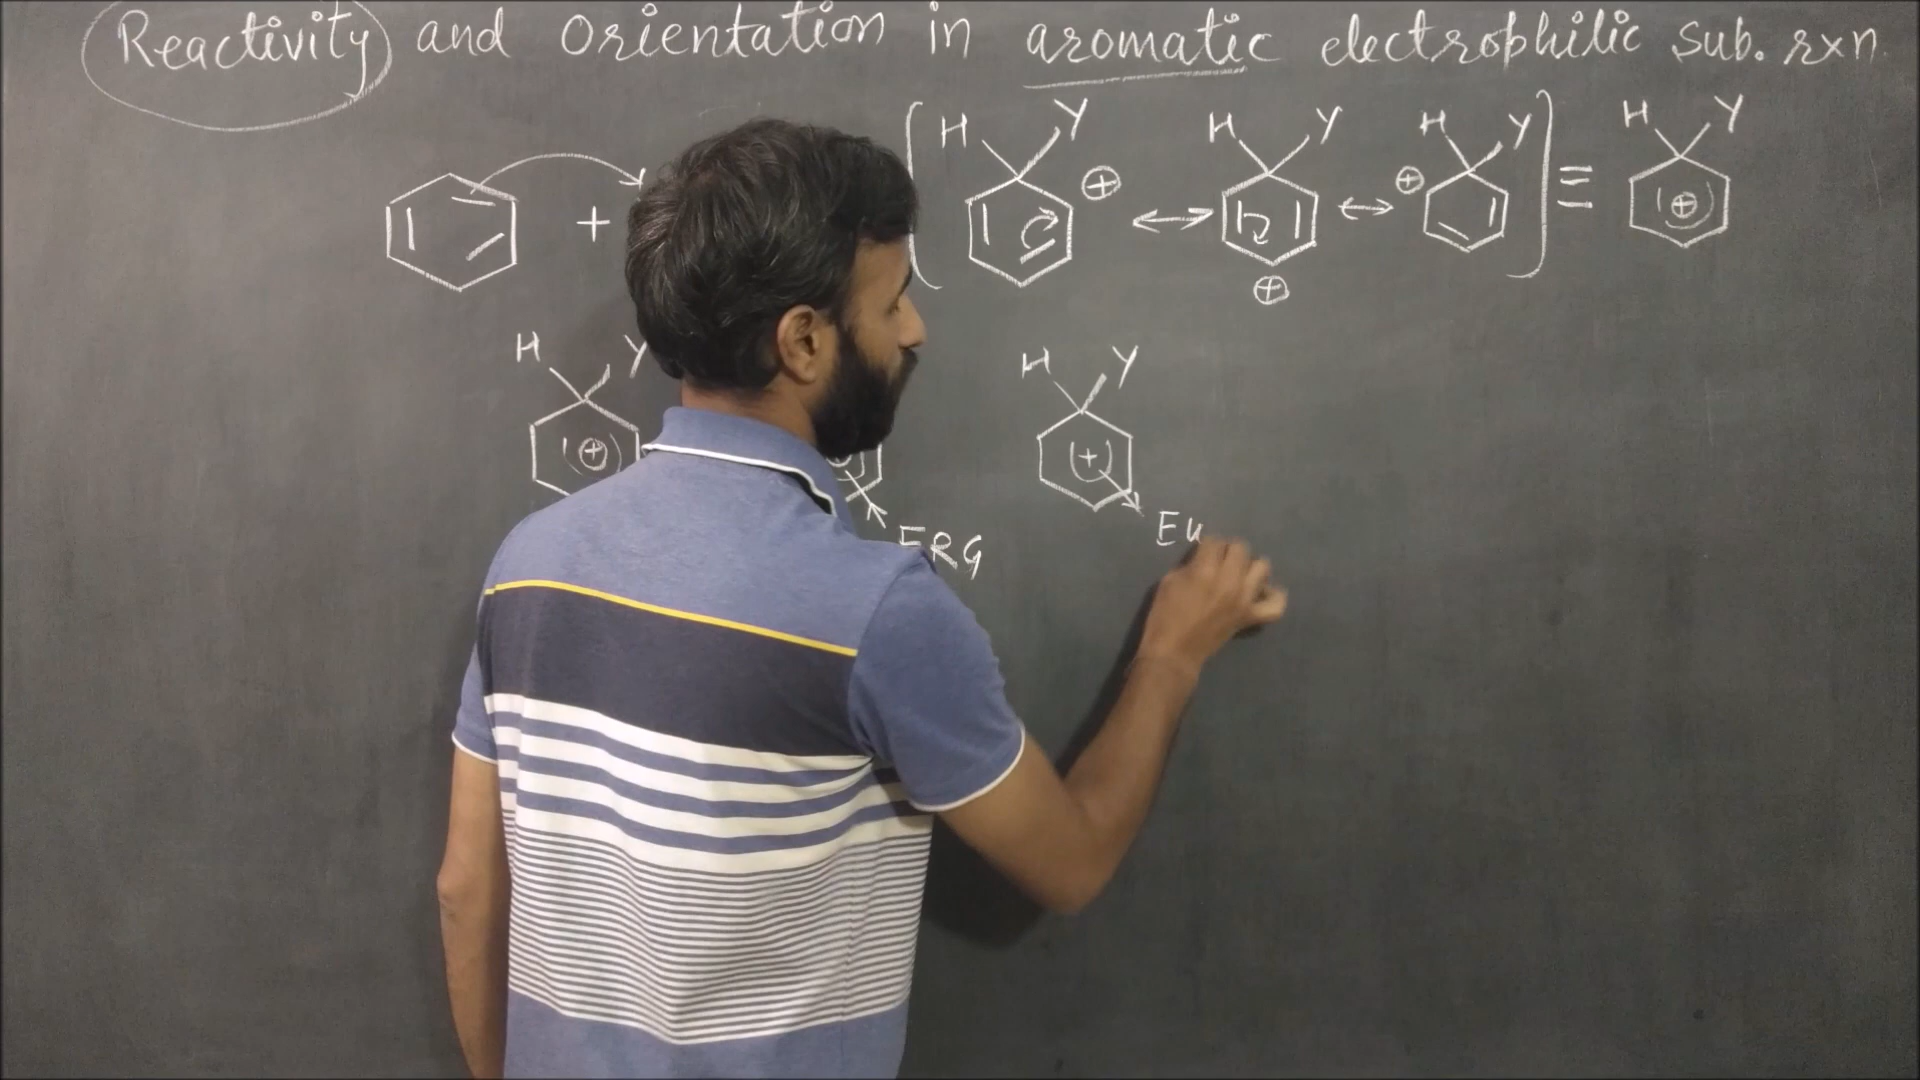 Reactivity and Orientation in aromatic electrophilic sub. rxn.
H Y ⊕ ↔ H Y ⊕ ↔ ⊕ H Y ≡ H Y ⊕
+
H Y ⊕ H Y +
ERG